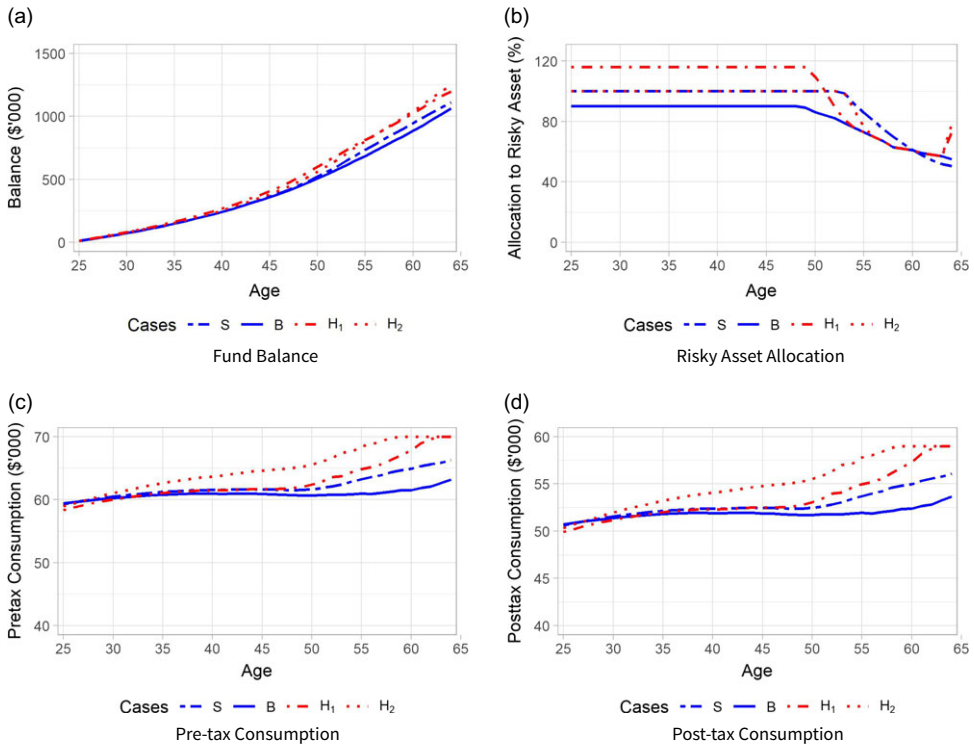 (a)
Balance ($'000)
1500
1000
500
0
25 30 35 40 45 50 55 60 65
Age
Cases S B H₁ H₂
Fund Balance
(b)
Allocation to Risky Asset (%)
120
80
40
0
25 30 35 40 45 50 55 60 65
Age
Cases S B H₁ H₂
Risky Asset Allocation
(c)
Pretax Consumption ($'000)
70
60
50
40
25 30 35 40 45 50 55 60 65
Age
Cases S B H₁ H₂
Pre-tax Consumption
(d)
Posttax Consumption ($'000)
60
55
50
45
40
25 30 35 40 45 50 55 60 65
Age
Cases S B H₁ H₂
Post-tax Consumption